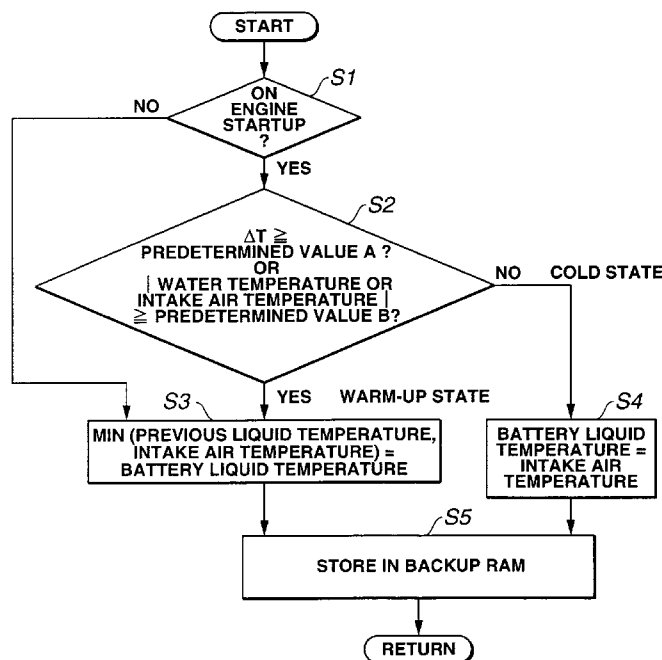 START
S1
ON
ENGINE
STARTUP
?
NO
YES
S2
ΔT ≧
PREDETERMINED VALUE A ?
OR
| WATER TEMPERATURE OR
INTAKE AIR TEMPERATURE |
≧ PREDETERMINED VALUE B?
NO COLD STATE
YES WARM-UP STATE
S3
MIN (PREVIOUS LIQUID TEMPERATURE,
INTAKE AIR TEMPERATURE) =
BATTERY LIQUID TEMPERATURE
S4
BATTERY LIQUID
TEMPERATURE =
INTAKE AIR
TEMPERATURE
S5
STORE IN BACKUP RAM
RETURN